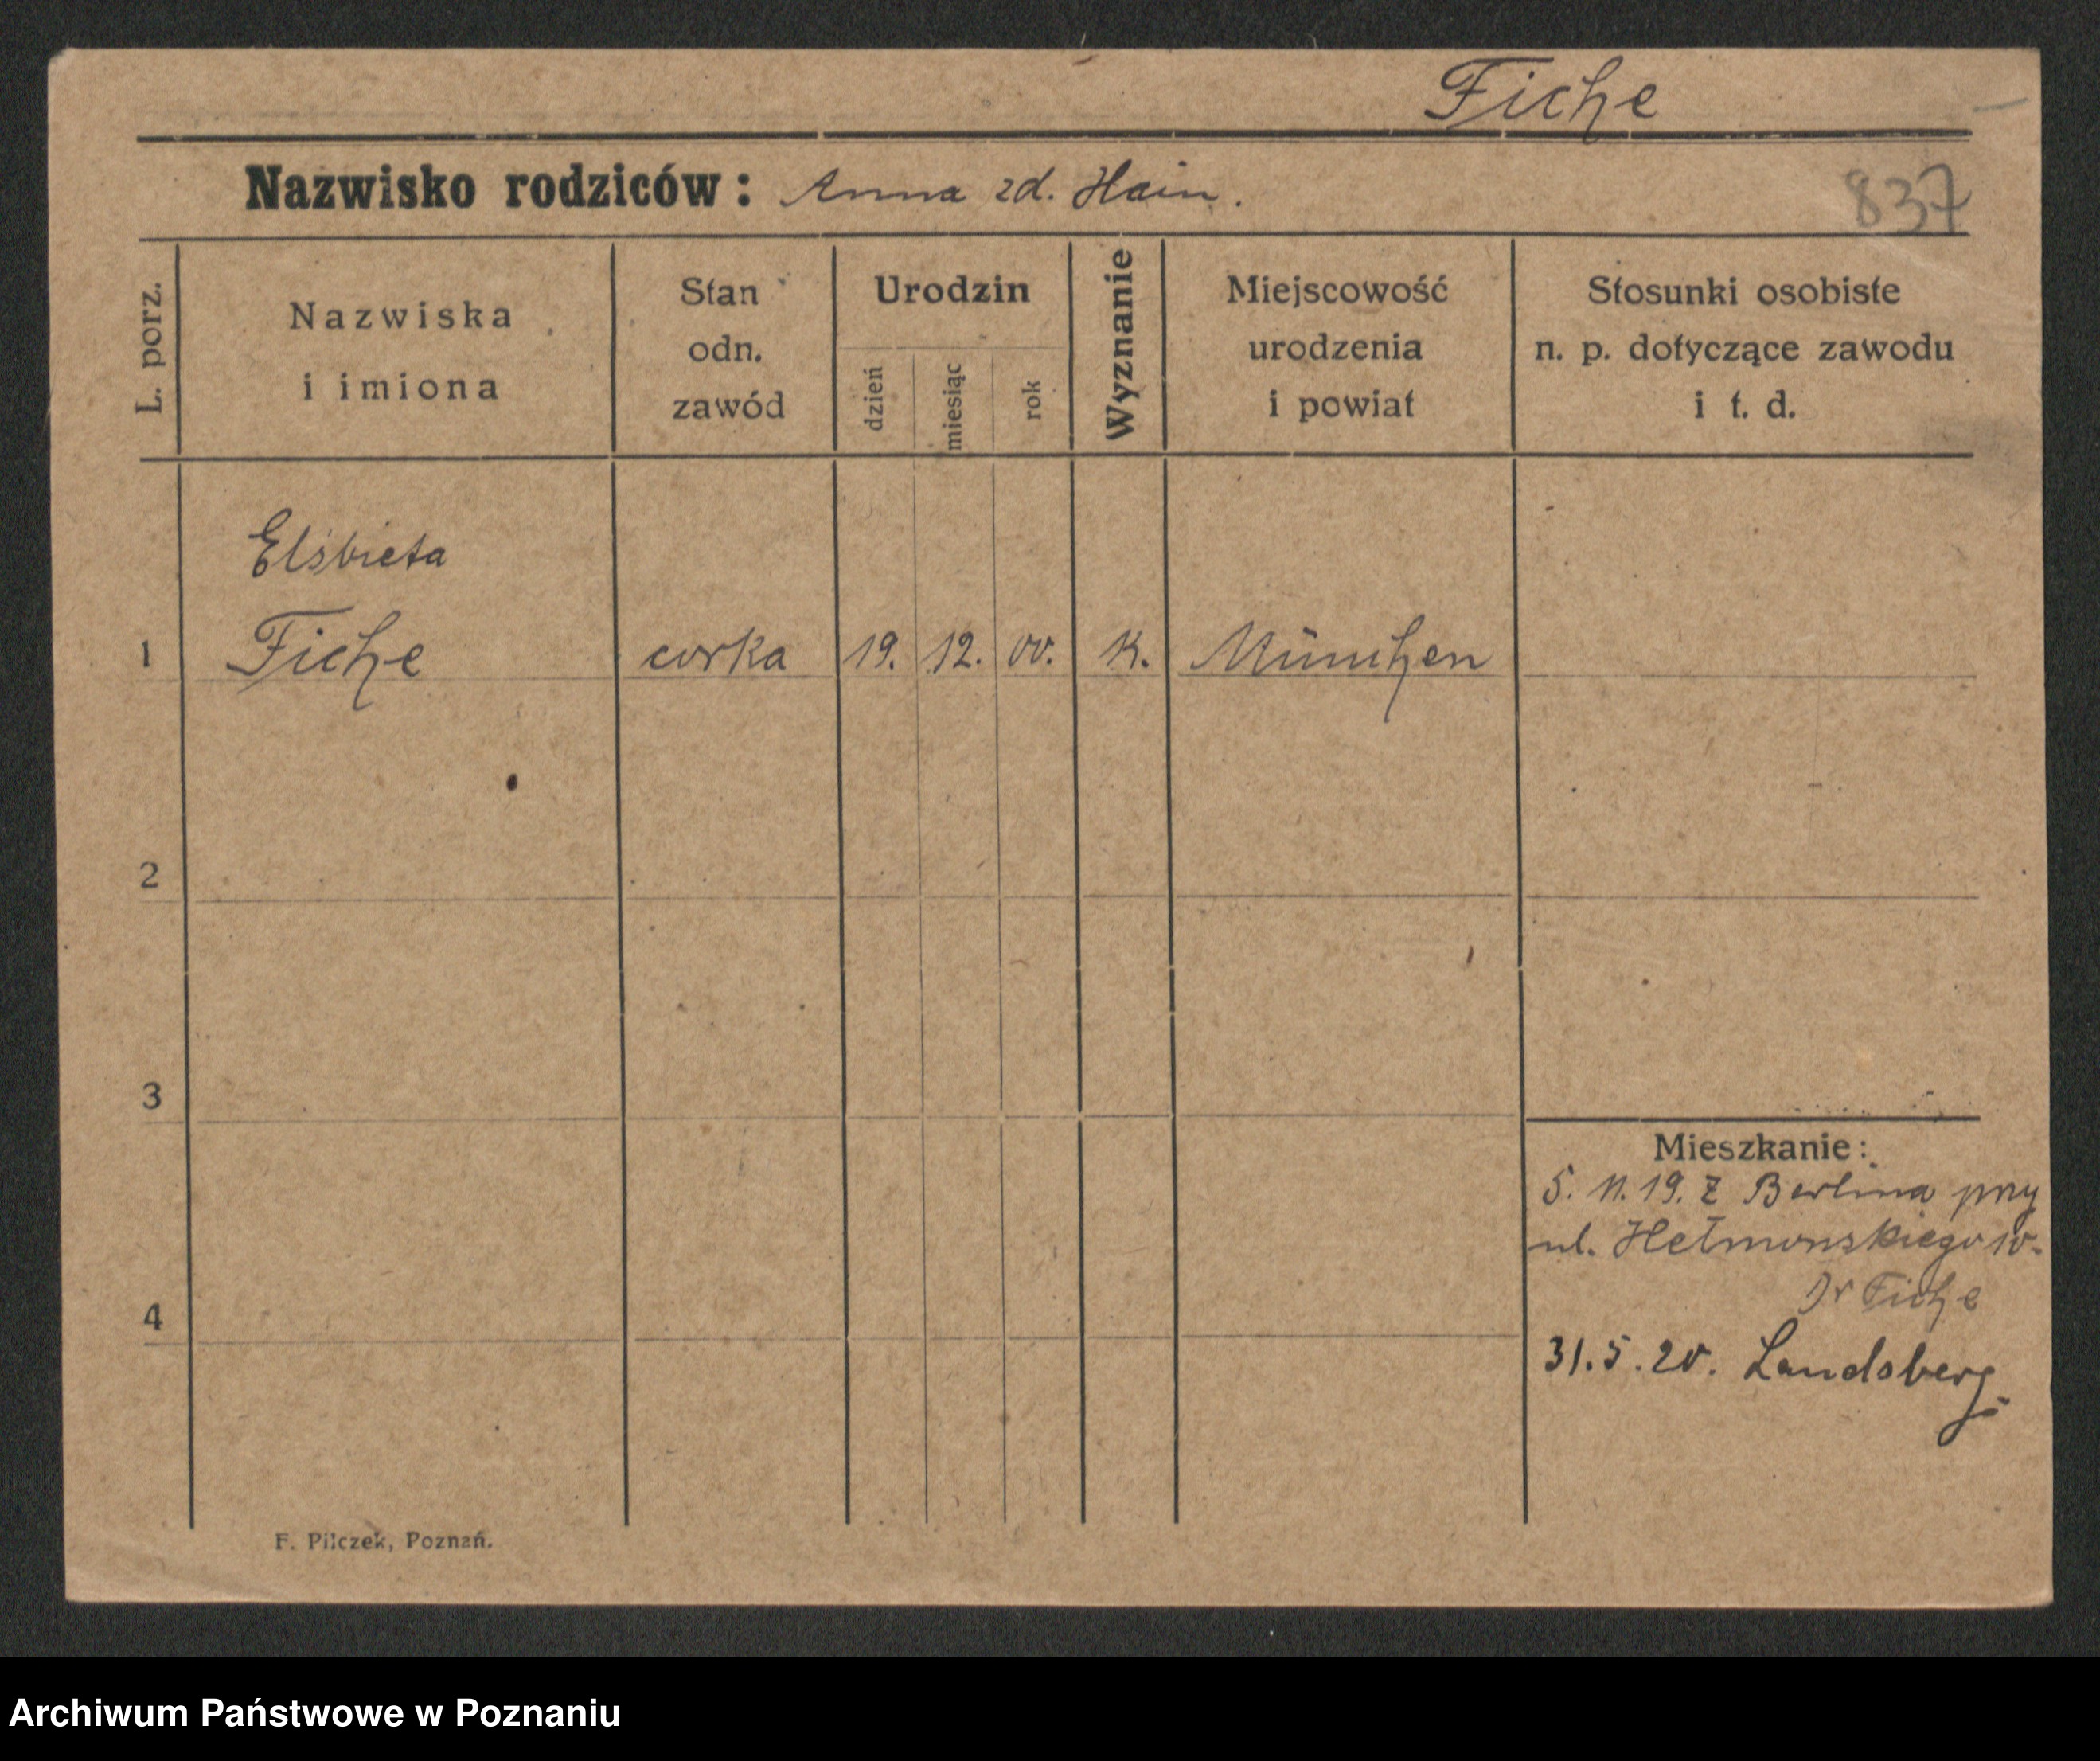 Fiche
Nazwisko rodziców: Anna zd. Hain.
837
L. porz.
Nazwiska
i imiona
Stan
odn.
zawód
Urodzin
dzień
miesiąc
rok
Wyznanie
Miejscowość
urodzenia
i powiat
Stosunki osobiste
n. p. dotyczące zawodu
i t. d.
Elsbieta
1 Fiche corka 19. 12. 00. K. München
2
3
Mieszkanie:
5. 11. 19. Z Berlina przy
ul. Hetmonskiego 10.
Dr Fiche
4
31. 5. 20. Landsberg.
F. Pilczek, Poznań.
Archiwum Państwowe w Poznaniu